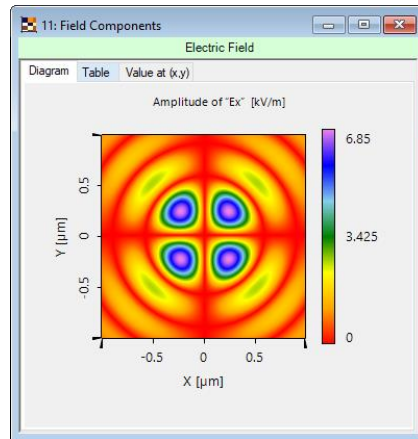 11: Field Components
Electric Field
Diagram Table Value at (x,y)
Amplitude of "Ex" [kV/m]
6.85
3.425
0
Y [µm]
0.5
0
-0.5
-0.5 0 0.5
X [µm]